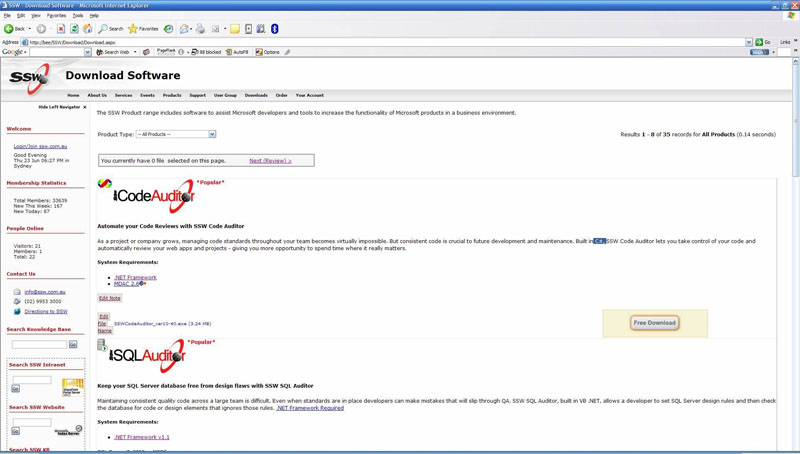 SSW - Download Software - Microsoft Internet Explorer
File Edit View Favorites Tools Help
Back Search Favorites
Address http://bee/SSW/Download/Download.aspx Go Links
Google Search Web PageRank 88 blocked AutoFill Options
SSW Download Software
Home About Us Services Events Products Support User Group Downloads Order Your Account
Hide Left Navigator ×
Welcome
Login/Join ssw.com.au
Good Evening
Thu 23 Jun 06:27 PM in
Sydney
Membership Statistics
Total Members: 33639
New This Week: 167
New Today: 67
People Online
Visitors: 21
Members: 1
Total: 22
Contact Us
info@ssw.com.au
(02) 9953 3000
Directions to SSW
Search Knowledge Base
Go
Search SSW Intranet
Go
Search SSW Website
Go
Search SSW KB
The SSW Product range includes software to assist Microsoft developers and tools to increase the functionality of Microsoft products in a business environment.
Product Type: -- All Products --
Results 1 - 8 of 35 records for All Products (0.14 seconds)
You currently have 0 file selected on this page. Next (Review) >
CodeAuditor *Popular*
Automate your Code Reviews with SSW Code Auditor
As a project or company grows, managing code standards throughout your team becomes virtually impossible. But consistent code is crucial to future development and maintenance. Built in C#, SSW Code Auditor lets you take control of your code and
automatically review your web apps and projects - giving you more opportunity to spend time where it really matters.
System Requirements:
.NET Framework
MDAC 2.6
Edit Note
Edit
File
Name
SSWCodeAuditor_ver10-40.exe (3.24 MB)
Free Download
SQLAuditor *Popular*
Keep your SQL Server database free from design flaws with SSW SQL Auditor
Maintaining consistent quality code across a large team is difficult. Even when standards are in place developers can make mistakes that will slip through QA. SSW SQL Auditor, built in VB .NET, allows a developer to set SQL Server design rules and then check
the database for code or design elements that ignores those rules. .NET Framework Required
System Requirements:
.NET Framework v1.1